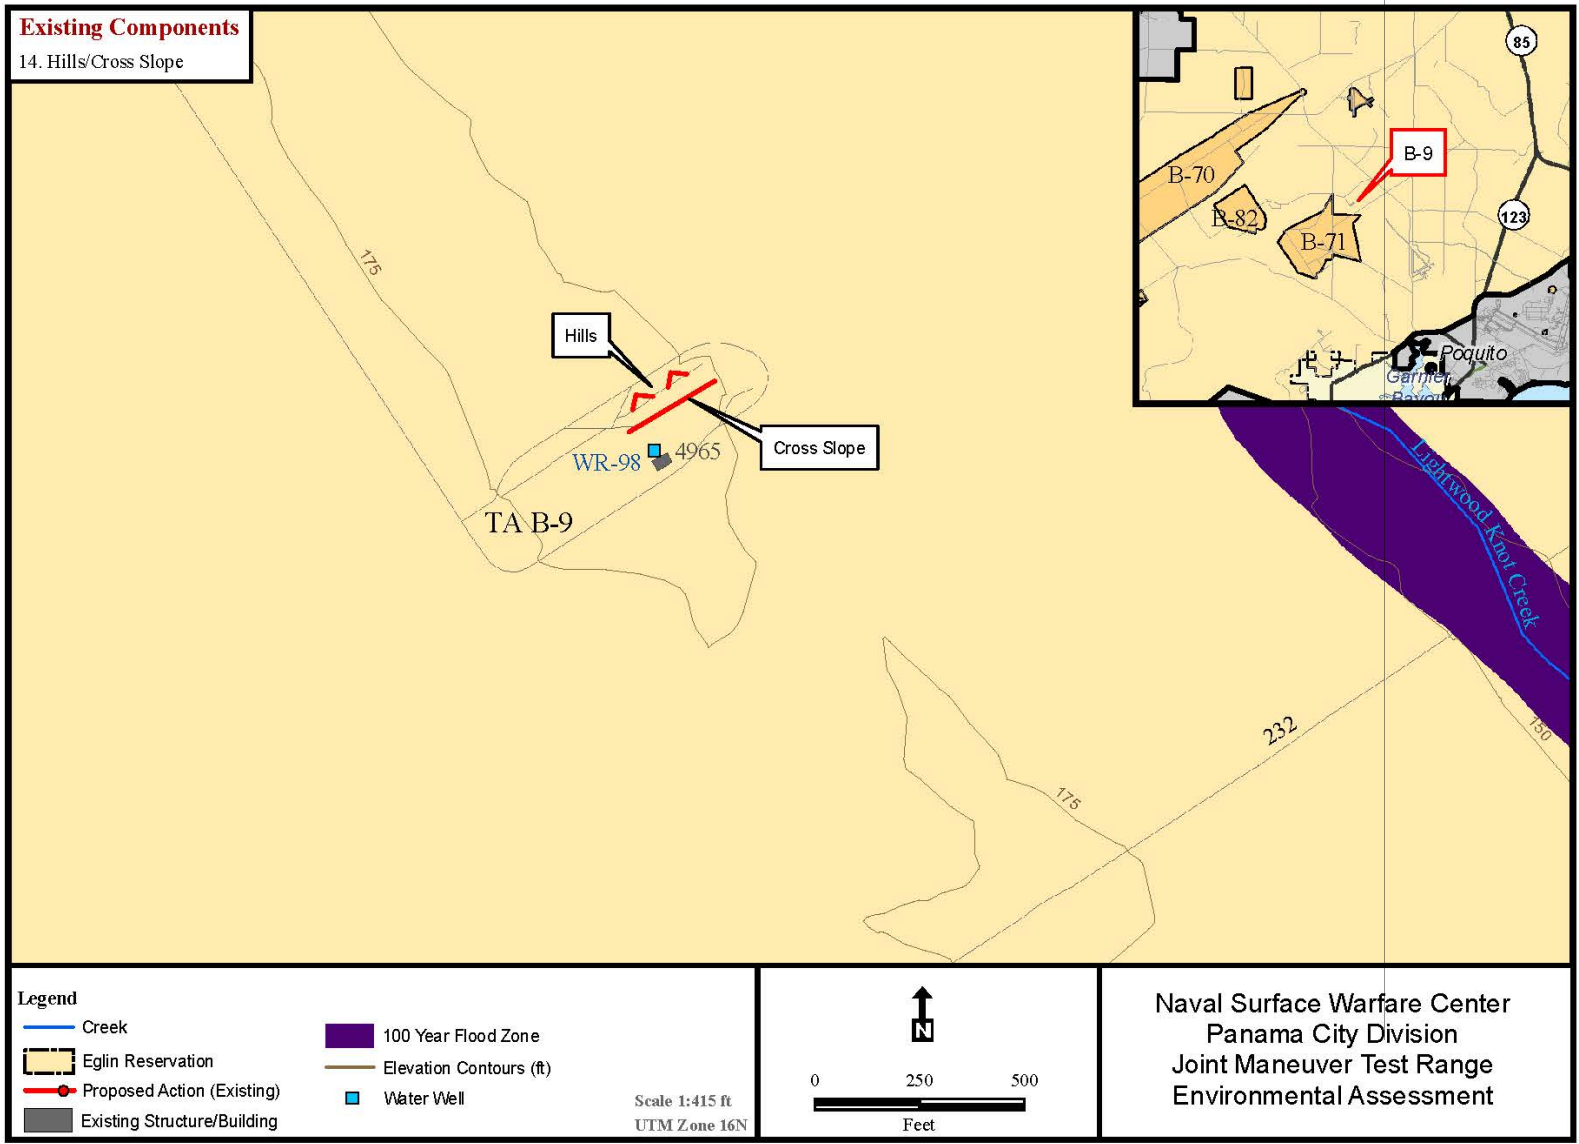 Existing Components
14. Hills/Cross Slope
85
B-9
B-70
B-82
B-71
123
Poquito
Garnier
Bayou
175
Hills
Cross Slope
WR-98
4965
TA B-9
Lightwood Knot Creek
232
150
175
Legend
Creek
Eglin Reservation
Proposed Action (Existing)
Existing Structure/Building
100 Year Flood Zone
Elevation Contours (ft)
Water Well
Scale 1:415 ft
UTM Zone 16N
N
0 250 500
Feet
Naval Surface Warfare Center
Panama City Division
Joint Maneuver Test Range
Environmental Assessment